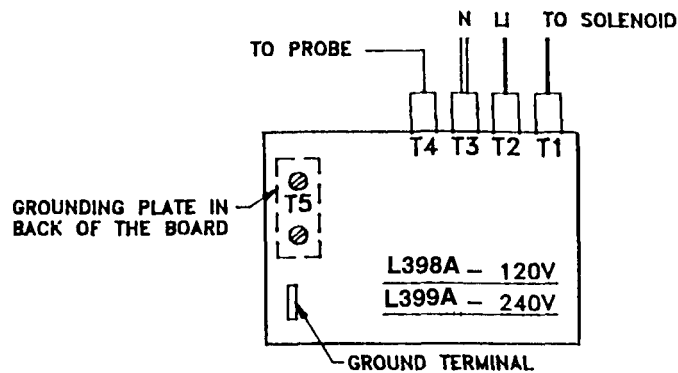 N L1 TO SOLENOID
TO PROBE
T4 T3 T2 T1
T5
GROUNDING PLATE IN
BACK OF THE BOARD
L398A - 120V
L399A - 240V
GROUND TERMINAL